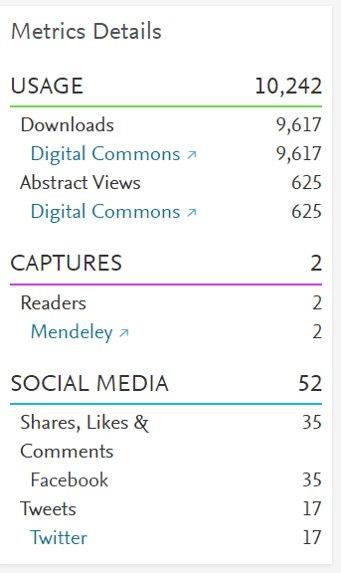 Metrics Details
USAGE 10,242
Downloads 9,617
Digital Commons ↗ 9,617
Abstract Views 625
Digital Commons ↗ 625
CAPTURES 2
Readers 2
Mendeley ↗ 2
SOCIAL MEDIA 52
Shares, Likes & 35
Comments
Facebook 35
Tweets 17
Twitter 17